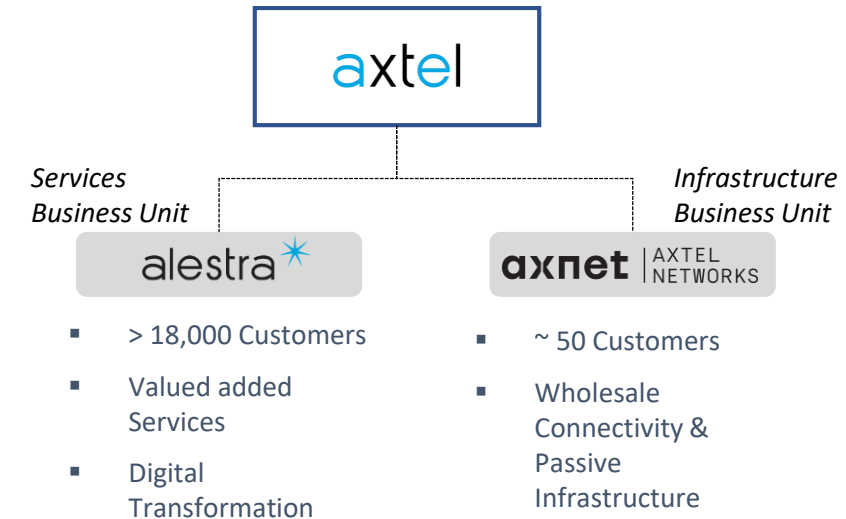 axtel
Services
Business Unit
Infrastructure
Business Unit
alestra
axnet | AXTEL
NETWORKS
▪ > 18,000 Customers
▪ Valued added
Services
▪ Digital
Transformation
▪ ~ 50 Customers
▪ Wholesale
Connectivity &
Passive
Infrastructure